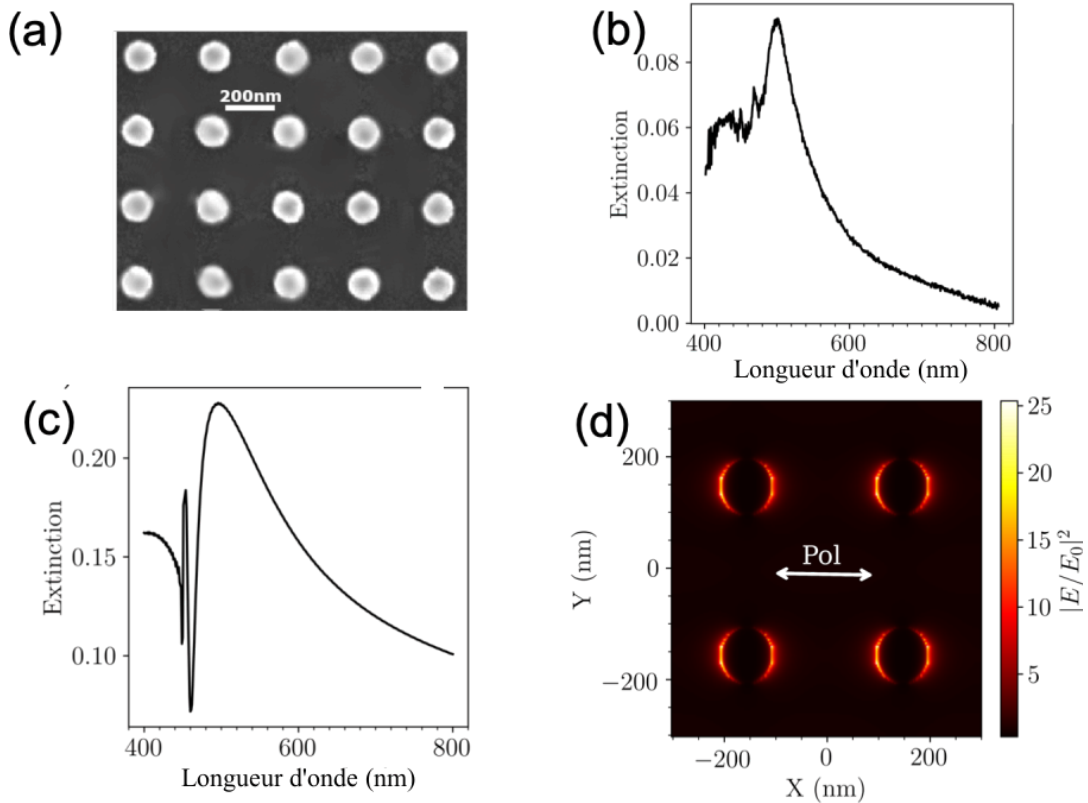 (a)
200nm
(b)
Extinction
0.08
0.06
0.04
0.02
0.00
400
600
800
Longueur d'onde (nm)
(c)
Extinction
0.20
0.15
0.10
400
600
800
Longueur d'onde (nm)
(d)
Y (nm)
200
0
−200
Pol
−200
0
200
X (nm)
25
20
15
10
5
|E/E₀|²